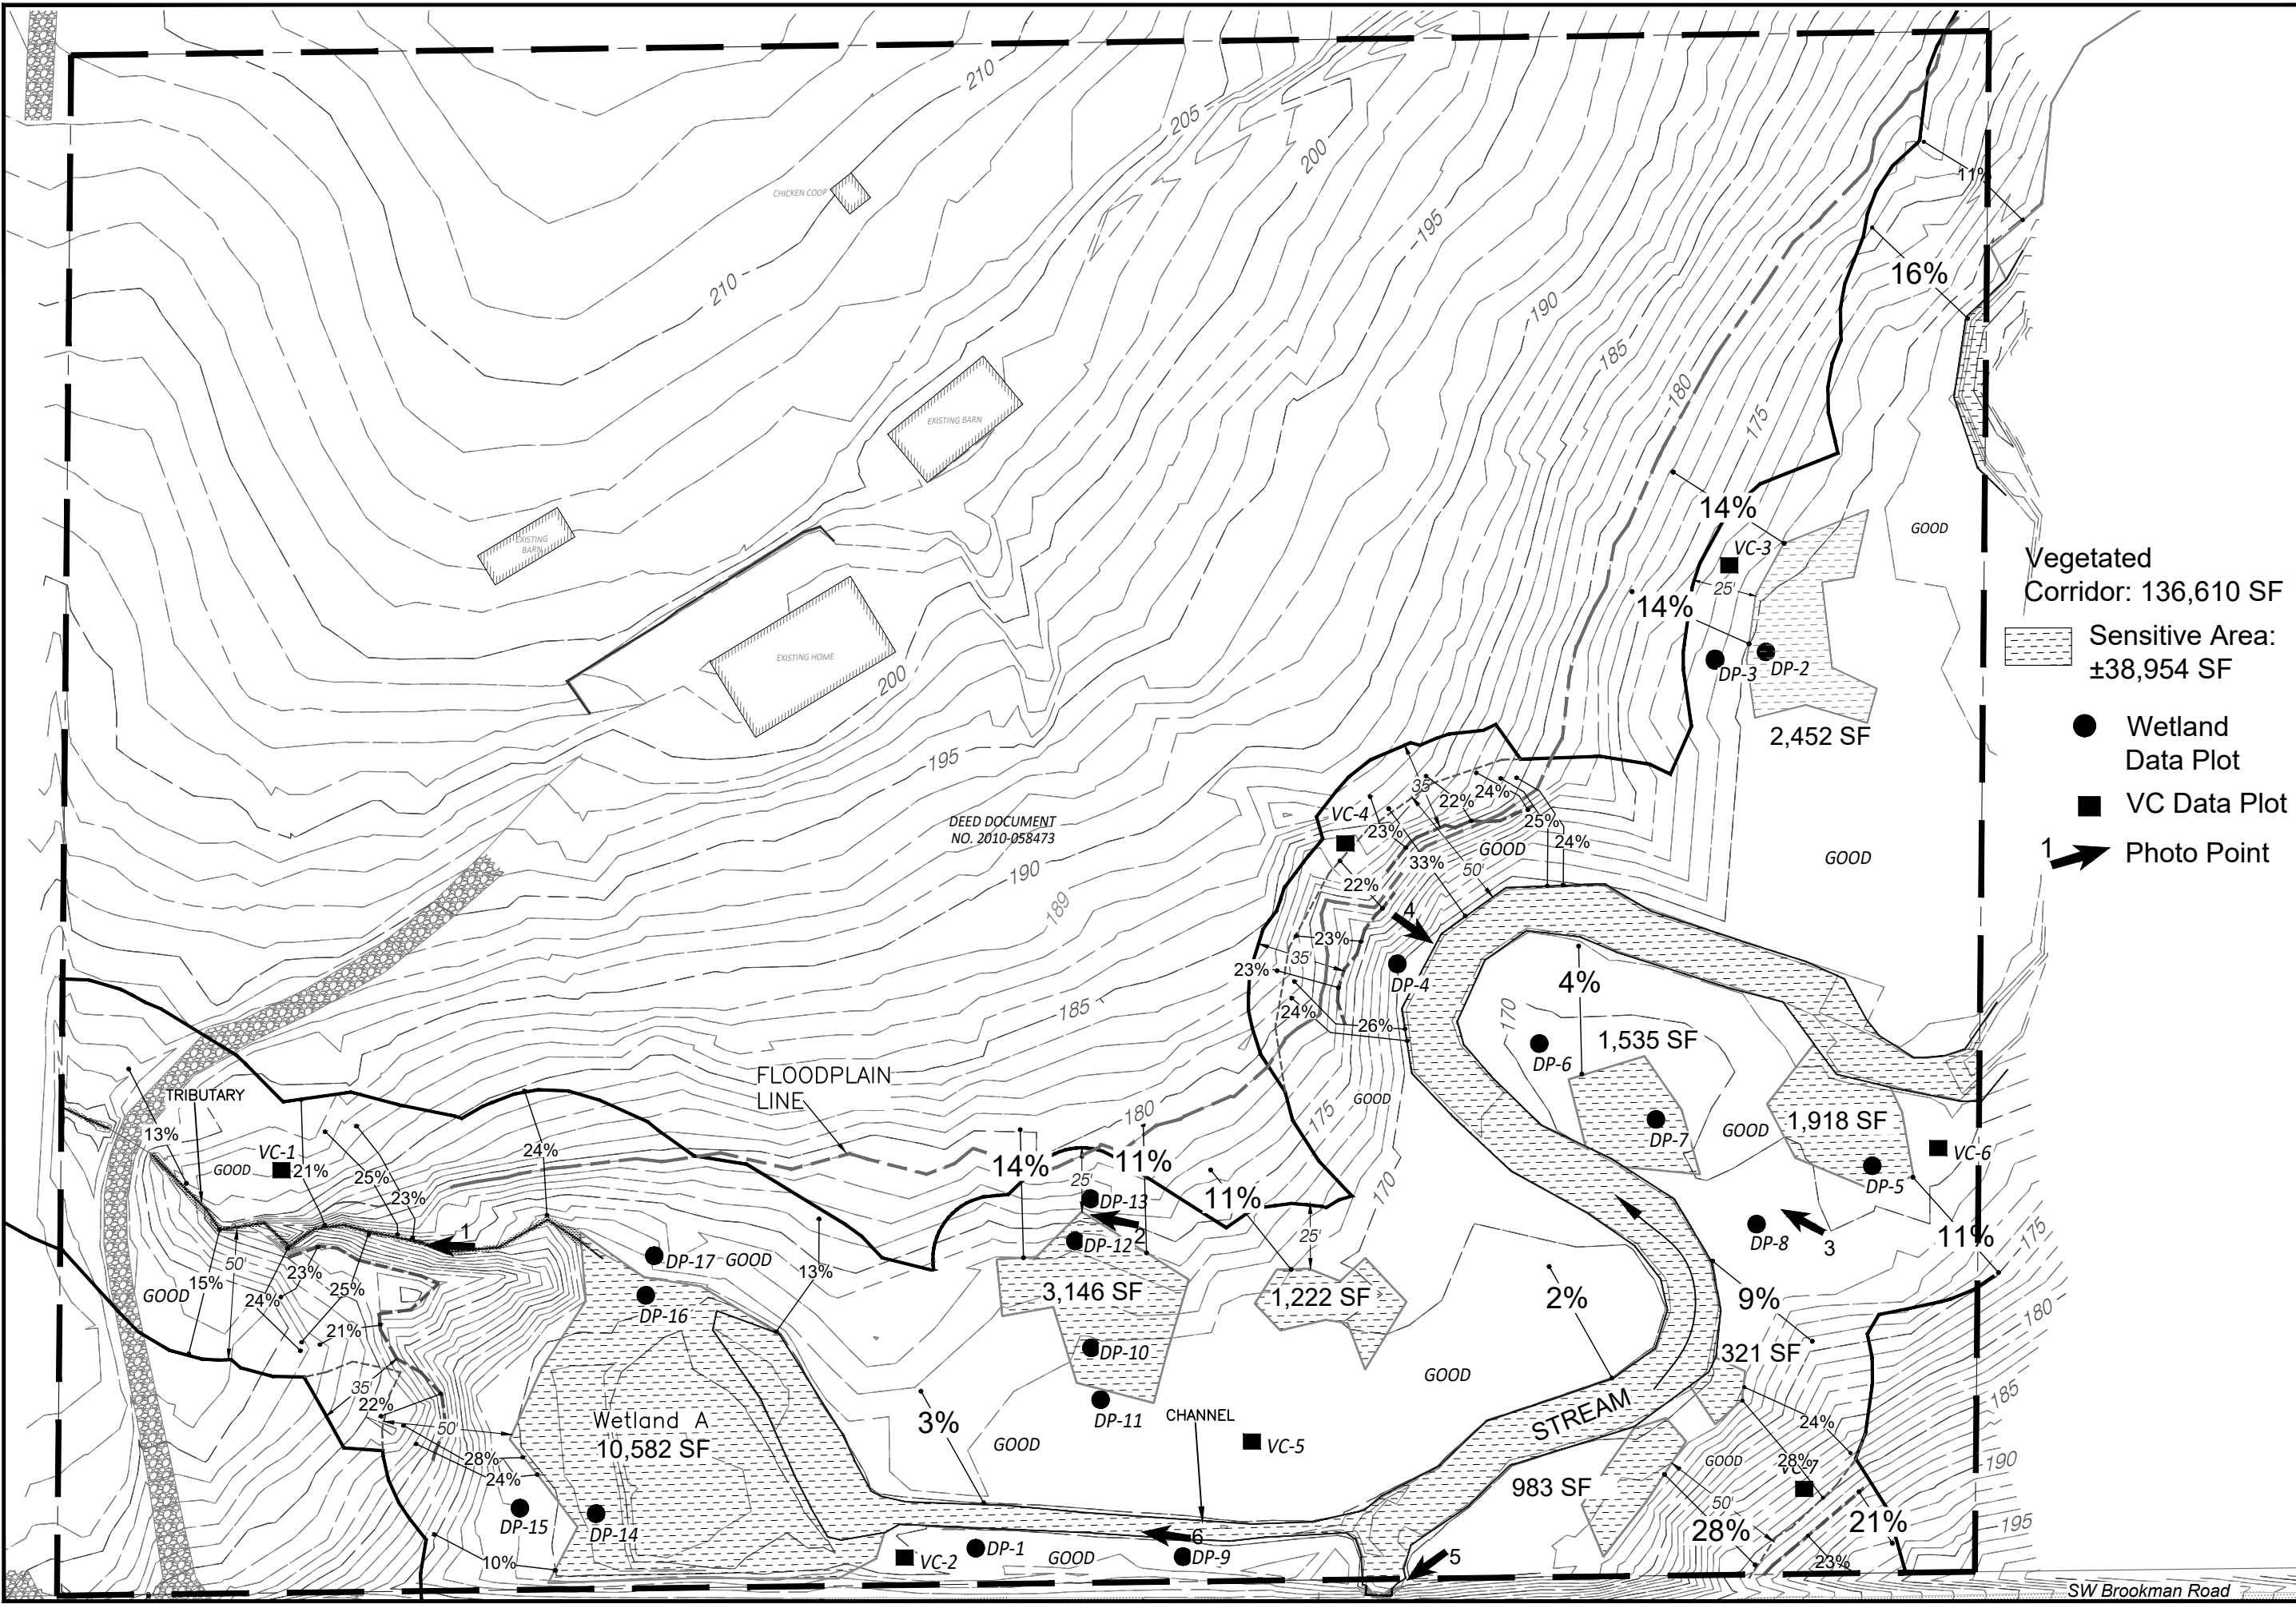 210
205
200
CHICKEN COOP
11%
195
210
16%
190
185
180
EXISTING BARN
175
14%
GOOD
EXISTING
BARN
VC-3
Vegetated
Corridor: 136,610 SF
25'
14%
Sensitive Area:
±38,954 SF
EXISTING HOME
DP-3
DP-2
200
2,452 SF
Wetland
Data Plot
195
35'
22%
24%
VC Data Plot
DEED DOCUMENT
NO. 2010-058473
VC-4
23%
25%
24%
33%
GOOD
GOOD
1
Photo Point
190
50'
22%
189
4
23%
35'
23%
DP-4
4%
185
24%
26%
170
1,535 SF
DP-6
FLOODPLAIN
LINE
TRIBUTARY
GOOD
180
175
1,918 SF
13%
VC-1
24%
DP-7
GOOD
VC-6
GOOD
21%
25%
14%
11%
25'
11%
170
DP-5
23%
DP-13
1
2
DP-12
25'
DP-8
3
11%
175
50'
DP-17
GOOD
15%
23%
25%
13%
GOOD
24%
3,146 SF
1,222 SF
2%
9%
180
DP-16
21%
DP-10
321 SF
35'
GOOD
185
22%
DP-11
Wetland A
10,582 SF
3%
CHANNEL
STREAM
24%
50'
GOOD
VC-5
28%
24%
GOOD
28%
190
983 SF
50'
DP-15
DP-14
28%
21%
195
10%
VC-2
DP-1
GOOD
6
DP-9
5
23%
SW Brookman Road